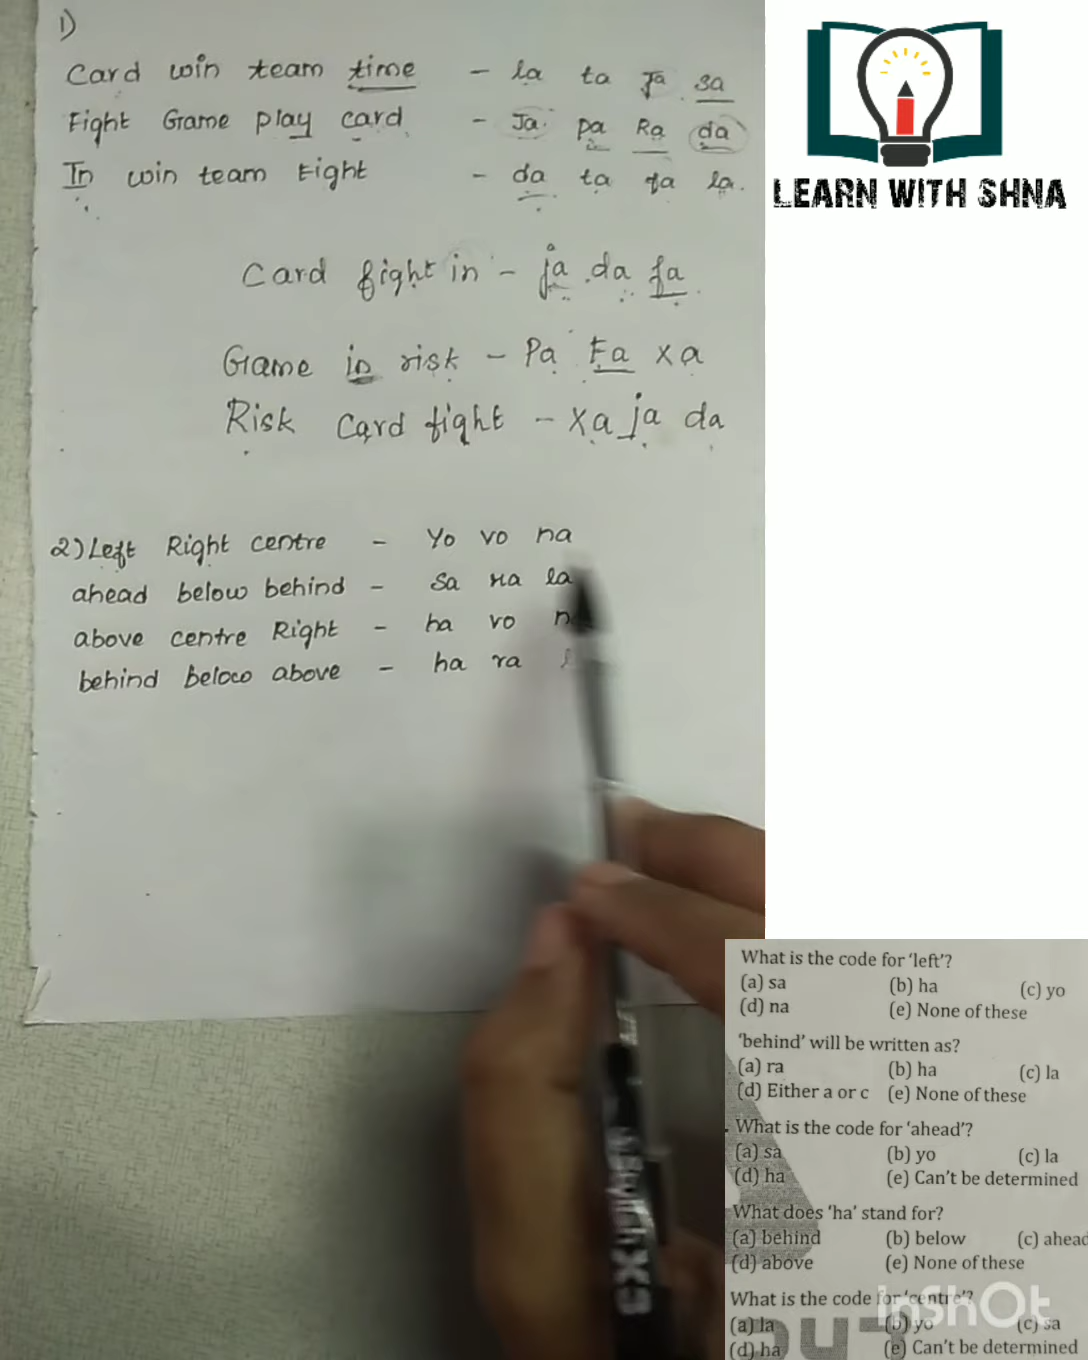 1)
Card win team time - la ta Ja sa
Fight Game play card - Ja pa Ra da
In win team Fight - da ta fa la.
Card fight in - ja da fa
Game in risk - Pa Fa xa
Risk Card fight - xa ja da
2) Left Right centre - Yo vo na
ahead below behind - sa ra la
above centre Right - ha vo
behind below above - ha ra
LEARN WITH SHNA
What is the code for 'left'?
(a) sa (b) ha (c) yo
(d) na (e) None of these
'behind' will be written as?
(a) ra (b) ha (c) la
(d) Either a or c (e) None of these
What is the code for 'ahead'?
(a) sa (b) yo (c) la
(d) ha (e) Can't be determined
What does 'ha' stand for?
(a) behind (b) below (c) ahead
(d) above (e) None of these
What is the code for 'centre'?
(a) la (b) yo (c) sa
(d) ha (e) Can't be determined
inShOt